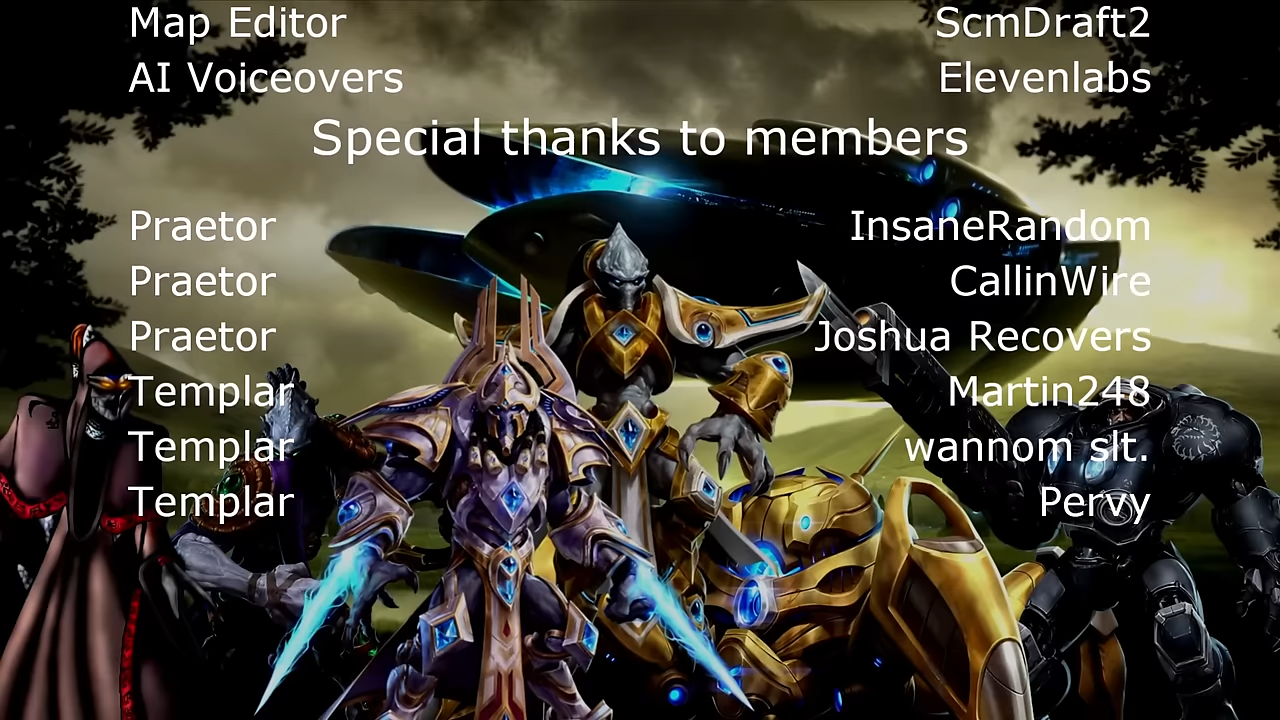 Map Editor ScmDraft2
AI Voiceovers Elevenlabs
Special thanks to members
Praetor InsaneRandom
Praetor CallinWire
Praetor Joshua Recovers
Templar Martin248
Templar wannom slt.
Templar Pervy